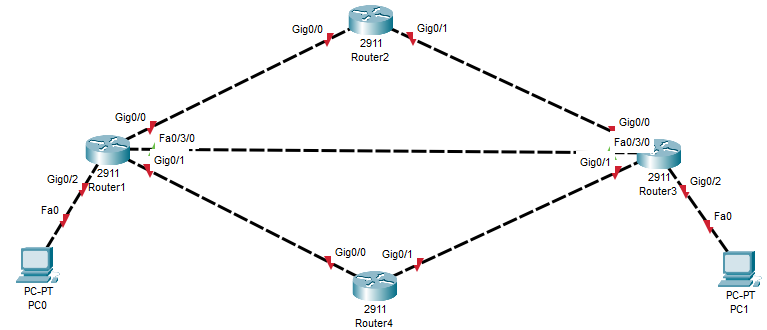 Gig0/0
2911
Router2
Gig0/1
Gig0/0
Fa0/3/0
2911
Router1
Gig0/1
Gig0/2
Fa0
PC-PT
PC0
Gig0/0
Fa0/3/0
Gig0/1
2911
Router3
Gig0/2
Fa0
PC-PT
PC1
Gig0/0
Gig0/1
2911
Router4